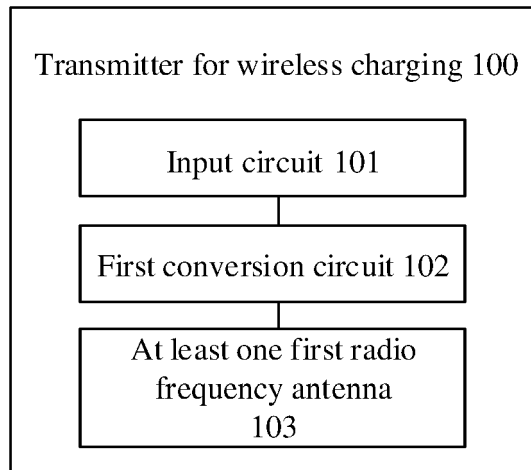 Transmitter for wireless charging 100
Input circuit 101
First conversion circuit 102
At least one first radio
frequency antenna
103